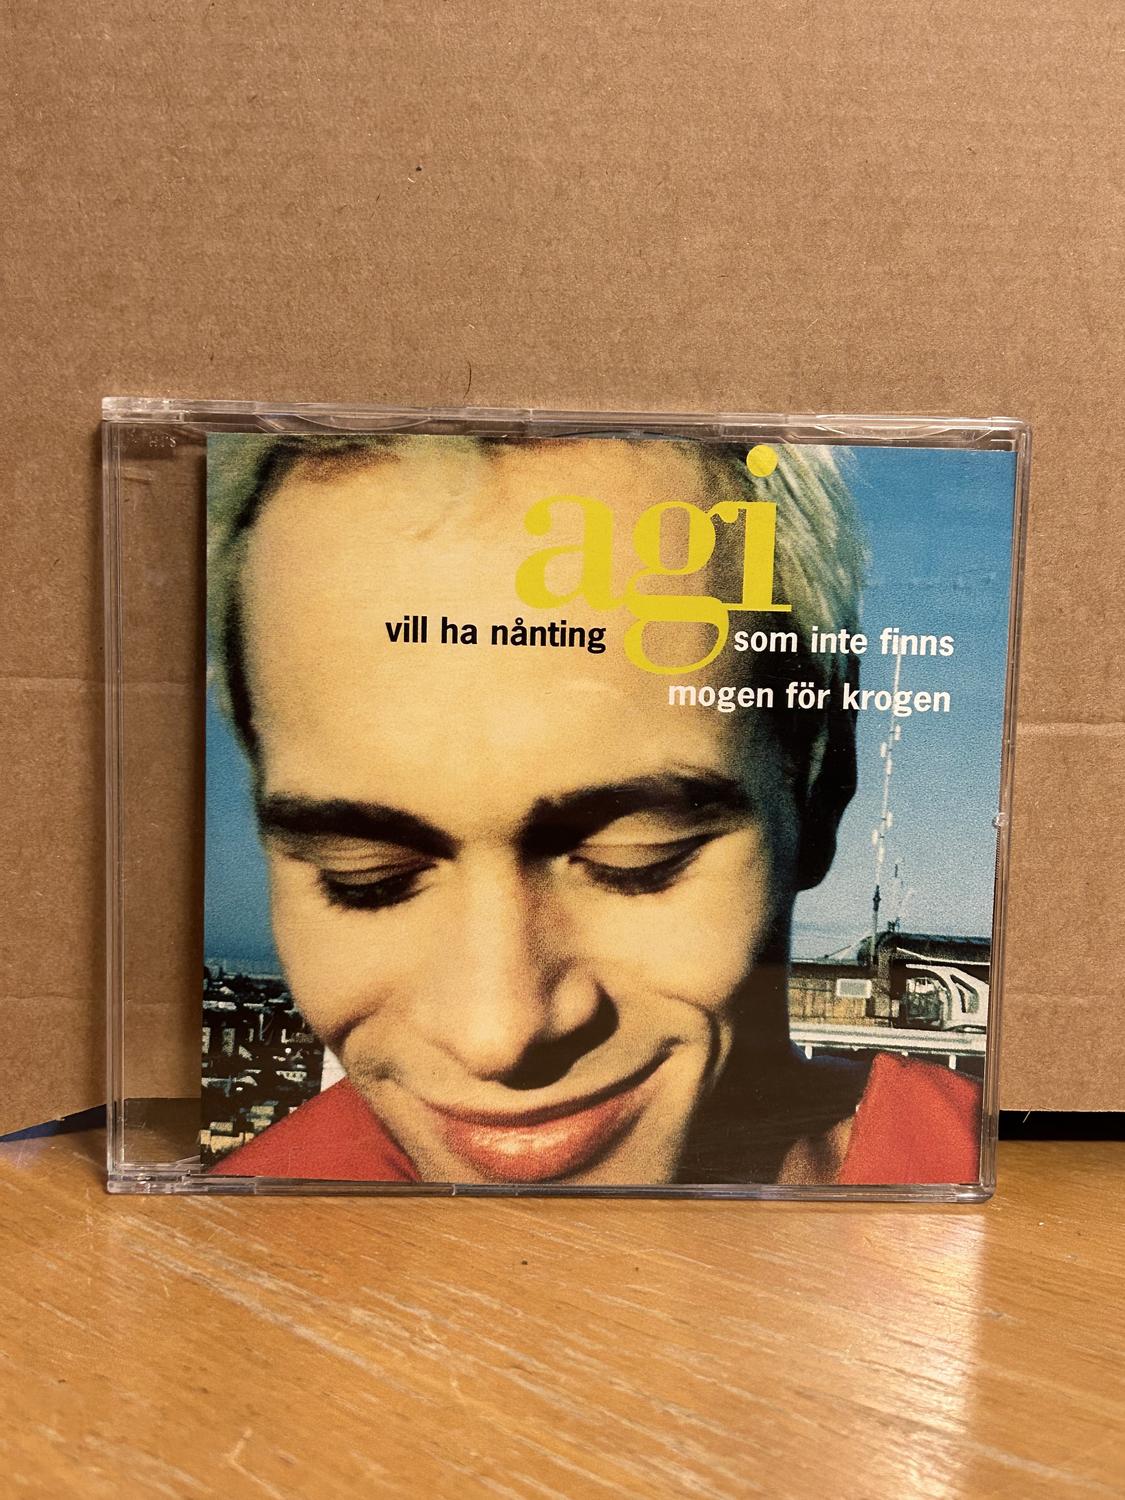 agi
vill ha nånting som inte finns
mogen för krogen